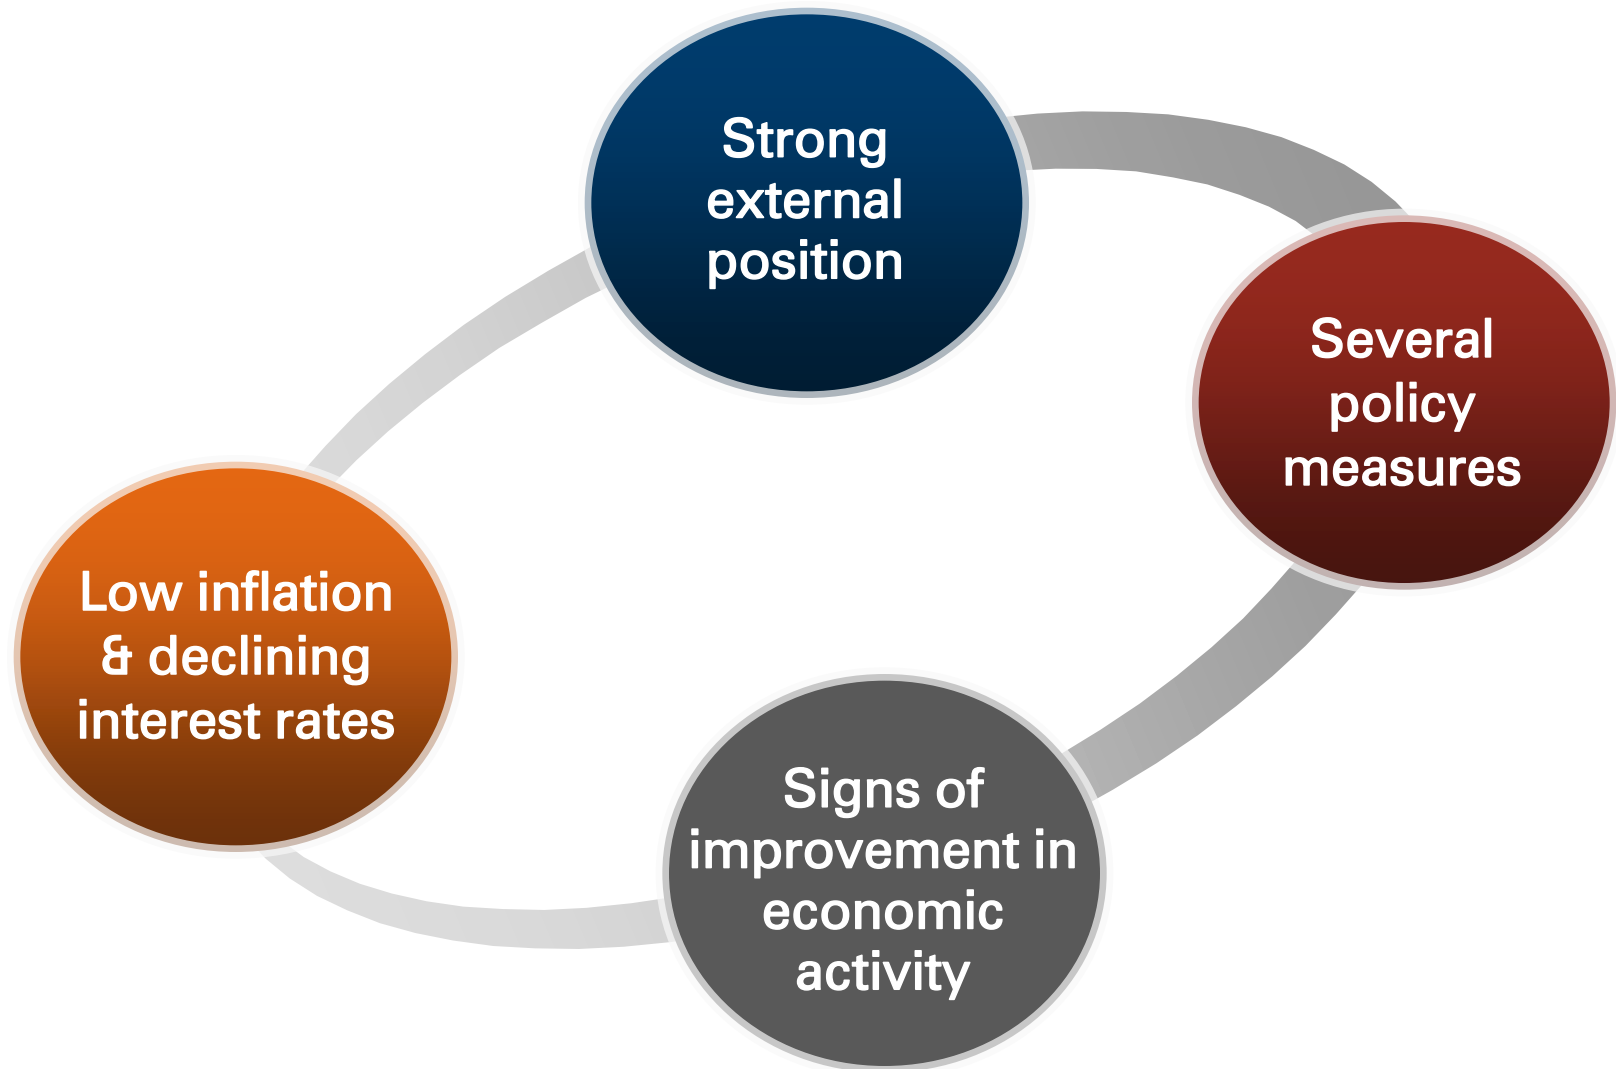 Strong
external
position
Several
policy
measures
Low inflation
& declining
interest rates
Signs of
improvement in
economic
activity